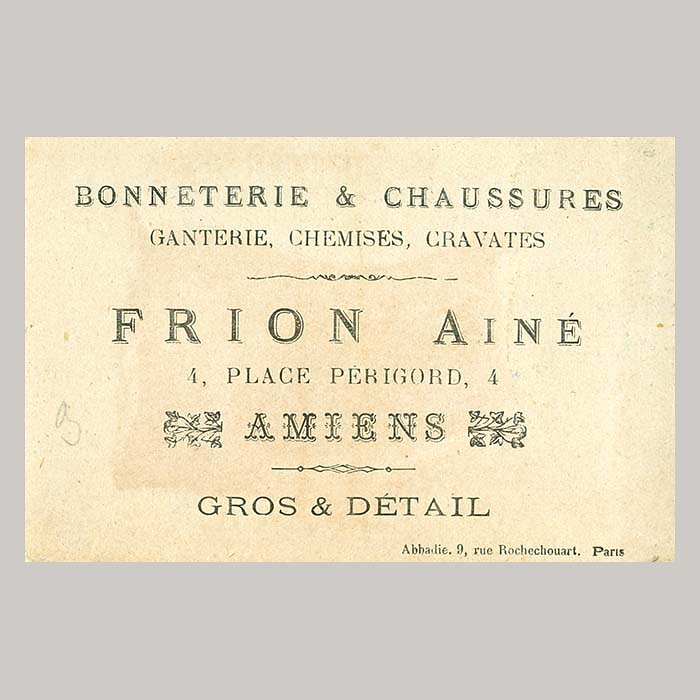 BONNETERIE & CHAUSSURES
GANTERIE, CHEMISES, CRAVATES
FRION AINÉ
4, PLACE PÉRIGORD, 4
AMIENS
GROS & DÉTAIL
Abbadie. 9, rue Rochechouart. Paris